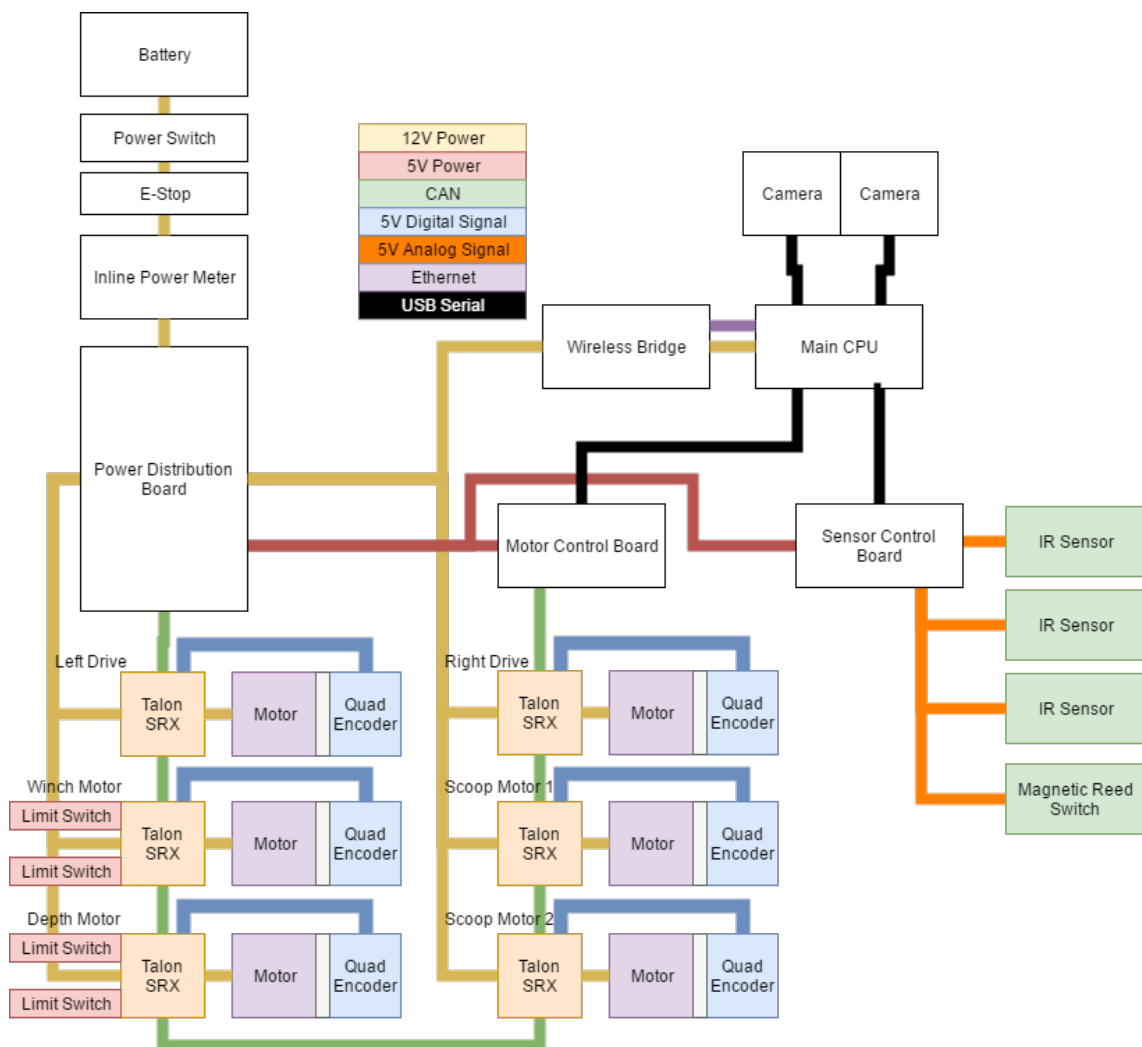 Battery
Power Switch
E-Stop
Inline Power Meter
12V Power
5V Power
CAN
5V Digital Signal
5V Analog Signal
Ethernet
USB Serial
Camera
Camera
Wireless Bridge
Main CPU
Power Distribution
Board
Motor Control Board
Sensor Control
Board
IR Sensor
IR Sensor
IR Sensor
Magnetic Reed
Switch
Left Drive
Talon
SRX
Motor
Quad
Encoder
Right Drive
Talon
SRX
Motor
Quad
Encoder
Winch Motor
Limit Switch
Limit Switch
Talon
SRX
Motor
Quad
Encoder
Scoop Motor 1
Talon
SRX
Motor
Quad
Encoder
Depth Motor
Limit Switch
Limit Switch
Talon
SRX
Motor
Quad
Encoder
Scoop Motor 2
Talon
SRX
Motor
Quad
Encoder